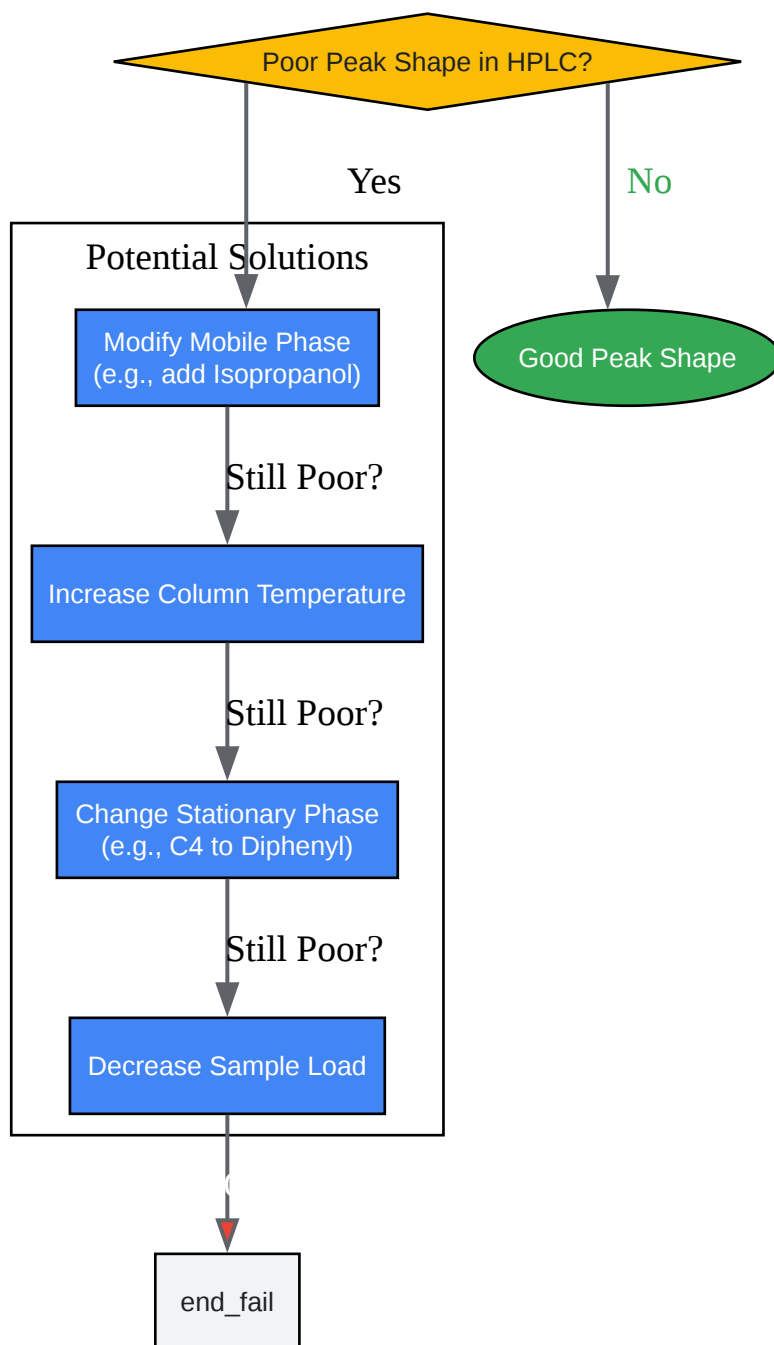 Poor Peak Shape in HPLC?
Yes
No
Potential Solutions
Modify Mobile Phase
(e.g., add Isopropanol)
Good Peak Shape
Still Poor?
Increase Column Temperature
Still Poor?
Change Stationary Phase
(e.g., C4 to Diphenyl)
Still Poor?
Decrease Sample Load
end_fail